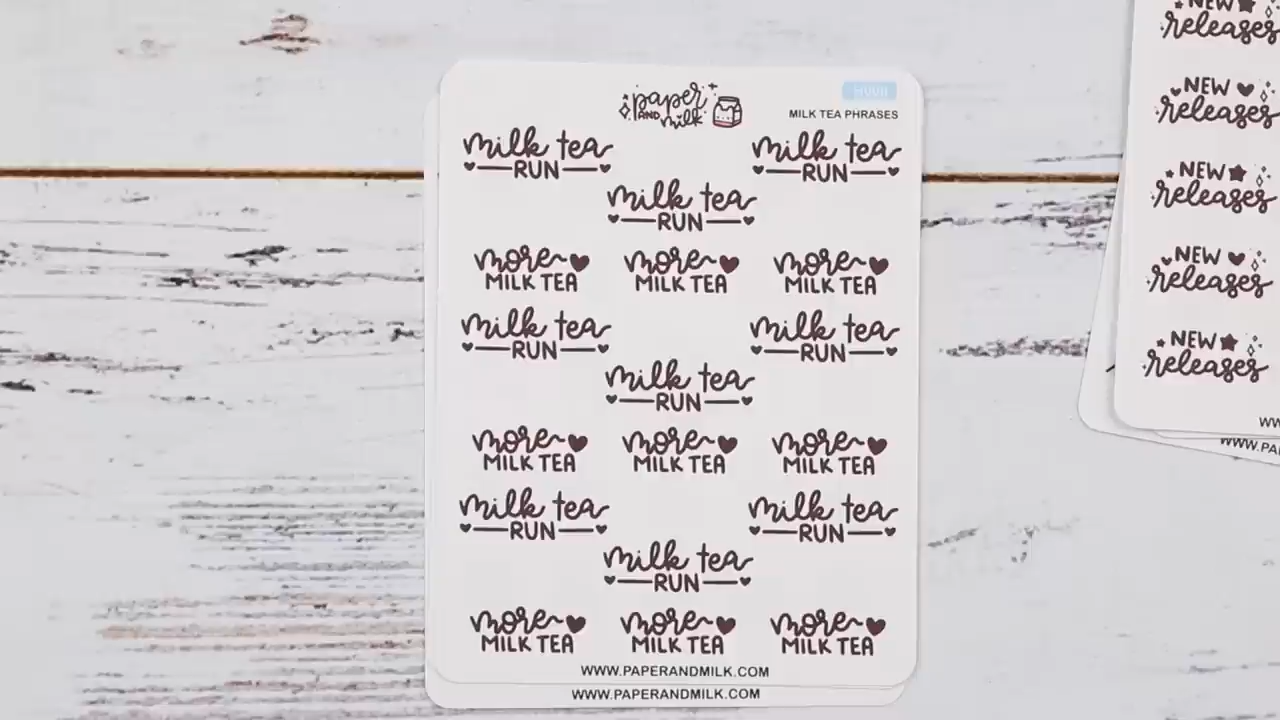 paper AND milk
MILK TEA PHRASES
milk tea RUN milk tea RUN
milk tea RUN
more MILK TEA more MILK TEA more MILK TEA
milk tea RUN milk tea RUN
milk tea RUN
more MILK TEA more MILK TEA more MILK TEA
milk tea RUN milk tea RUN
milk tea RUN
more MILK TEA more MILK TEA more MILK TEA
WWW.PAPERANDMILK.COM
WWW.PAPERANDMILK.COM
NEW
releases
NEW
releases
NEW
releases
NEW
releases
NEW
releases